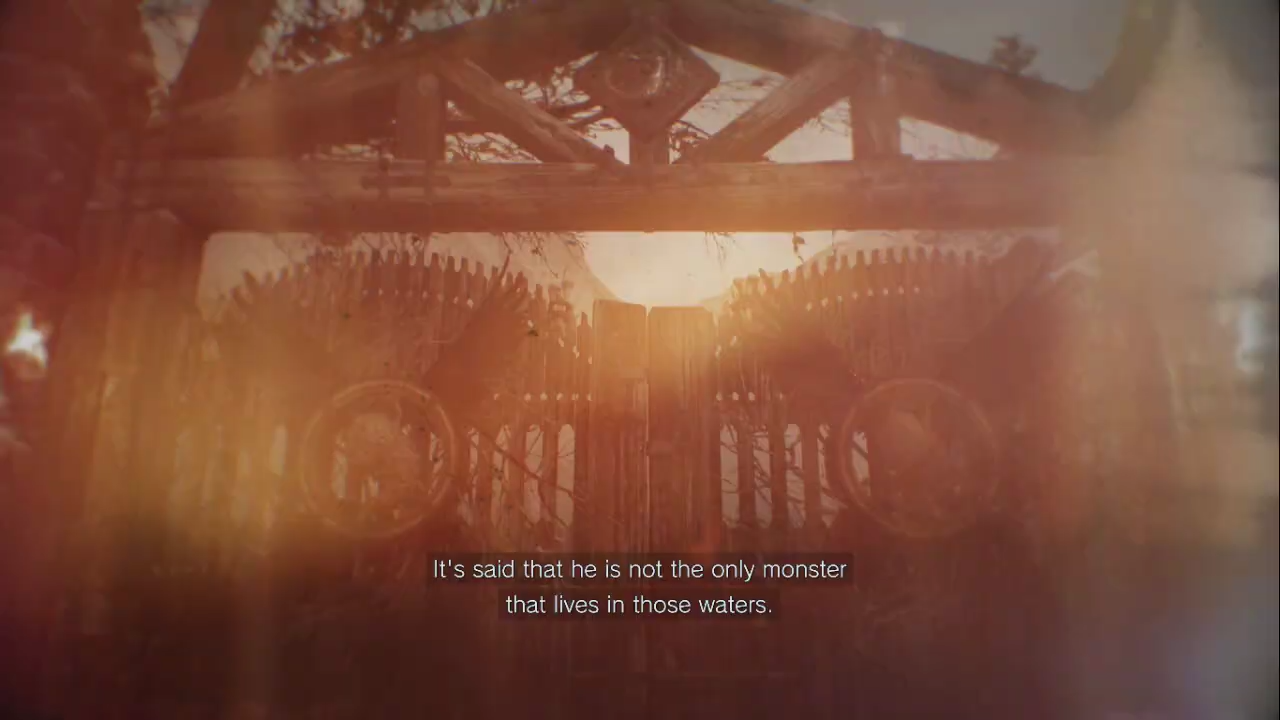 It's said that he is not the only monster
that lives in those waters.